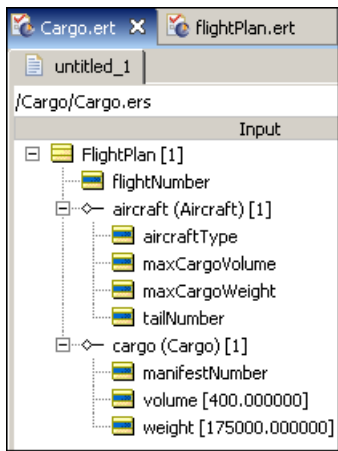 Cargo.ert flightPlan.ert
untitled_1
/Cargo/Cargo.ers
Input
FlightPlan [1]
flightNumber
aircraft (Aircraft) [1]
aircraftType
maxCargoVolume
maxCargoWeight
tailNumber
cargo (Cargo) [1]
manifestNumber
volume [400.000000]
weight [175000.000000]